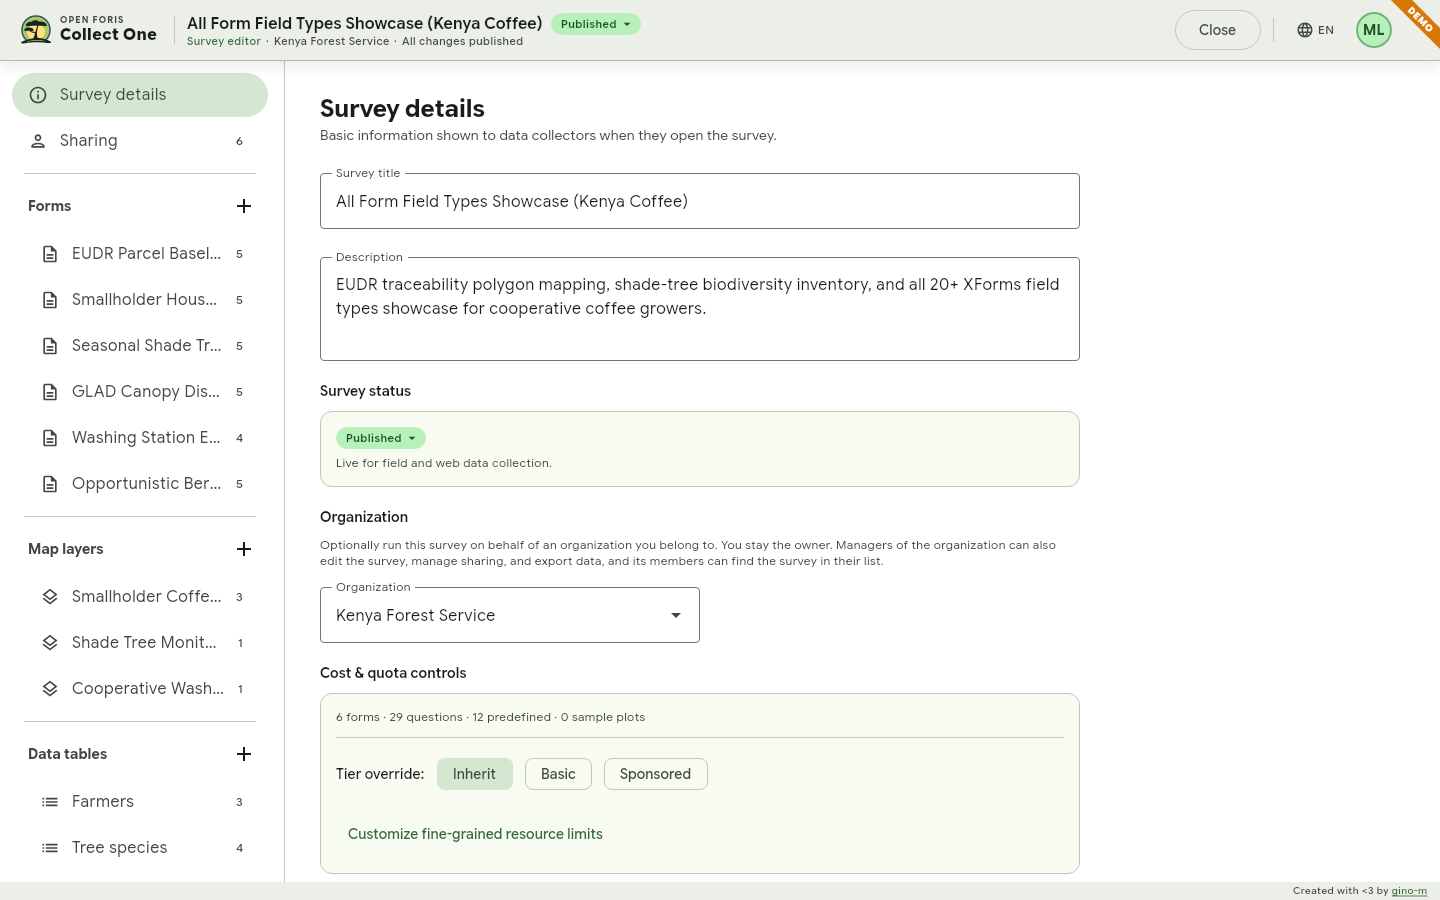 OPEN FORIS
Collect One
All Form Field Types Showcase (Kenya Coffee)
Published
Survey editor · Kenya Forest Service · All changes published
Close
EN
ML
DEMO
Survey details
Sharing 6
Forms
EUDR Parcel Basel... 5
Smallholder Hous... 5
Seasonal Shade Tr... 5
GLAD Canopy Dis... 5
Washing Station E... 4
Opportunistic Ber... 5
Map layers
Smallholder Coffe... 3
Shade Tree Monit... 1
Cooperative Wash... 1
Data tables
Farmers 3
Tree species 4
Survey details
Basic information shown to data collectors when they open the survey.
Survey title
All Form Field Types Showcase (Kenya Coffee)
Description
EUDR traceability polygon mapping, shade-tree biodiversity inventory, and all 20+ XForms field
types showcase for cooperative coffee growers.
Survey status
Published
Live for field and web data collection.
Organization
Optionally run this survey on behalf of an organization you belong to. You stay the owner. Managers of the organization can also
edit the survey, manage sharing, and export data, and its members can find the survey in their list.
Organization
Kenya Forest Service
Cost & quota controls
6 forms · 29 questions · 12 predefined · 0 sample plots
Tier override: Inherit Basic Sponsored
Customize fine-grained resource limits
Created with <3 by gino-m